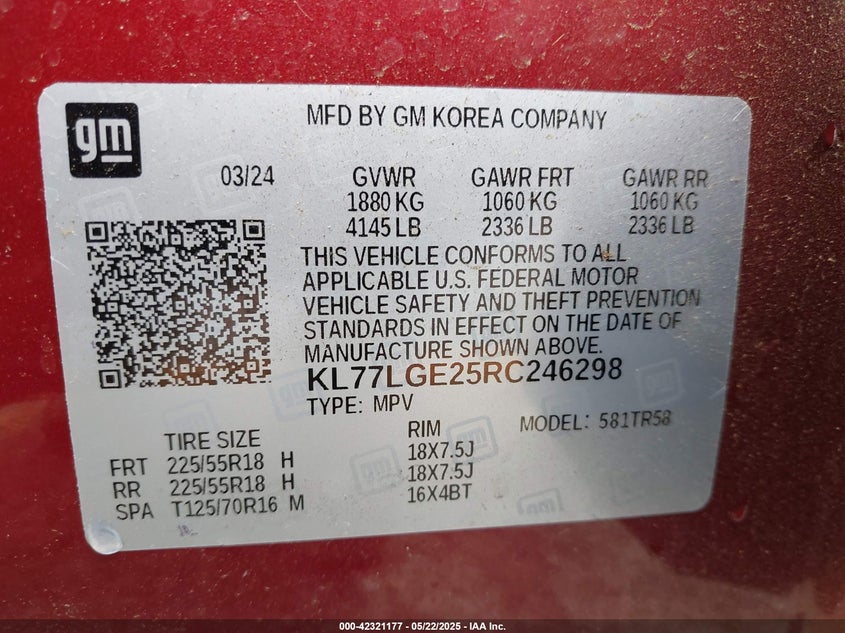 gm
MFD BY GM KOREA COMPANY
03/24 GVWR GAWR FRT GAWR RR
1880 KG 1060 KG 1060 KG
4145 LB 2336 LB 2336 LB
THIS VEHICLE CONFORMS TO ALL
APPLICABLE U.S. FEDERAL MOTOR
VEHICLE SAFETY AND THEFT PREVENTION
STANDARDS IN EFFECT ON THE DATE OF
MANUFACTURE SHOWN ABOVE.
KL77LGE25RC246298
TYPE: MPV MODEL: 581TR58
TIRE SIZE RIM
FRT 225/55R18 H 18X7.5J
RR 225/55R18 H 18X7.5J
SPA T125/70R16 M 16X4BT
000-42321177 - 05/22/2025 - IAA Inc.